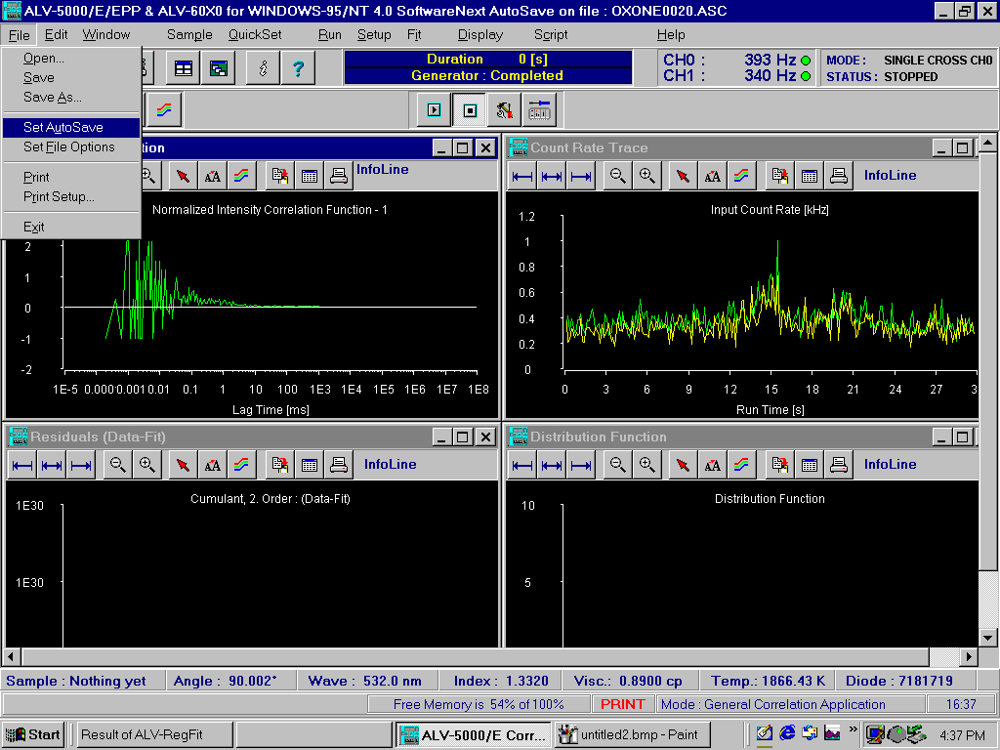 ALV-5000/E/EPP & ALV-60X0 for WINDOWS-95/NT 4.0 SoftwareNext AutoSave on file : OXONE0020.ASC
File Edit Window Sample QuickSet Run Setup Fit Display Script Help
Open...
Save
Save As...
Set AutoSave
Set File Options
Print
Print Setup...
Exit
Duration 0 [s]
Generator : Completed
CH0 : 393 Hz
CH1 : 340 Hz
MODE : SINGLE CROSS CH0
STATUS : STOPPED
tion
InfoLine
Normalized Intensity Correlation Function - 1
2
1
0
-1
-2
1E-5 0.000 0.001 0.01 0.1 1 10 100 1E3 1E4 1E5 1E6 1E7 1E8
Lag Time [ms]
Count Rate Trace
InfoLine
Input Count Rate [kHz]
1.2
1
0.8
0.6
0.4
0.2
0
0 3 6 9 12 15 18 21 24 27 3
Run Time [s]
Residuals (Data-Fit)
InfoLine
Cumulant, 2. Order : (Data-Fit)
1E30
1E30
Distribution Function
InfoLine
Distribution Function
10
5
Sample : Nothing yet Angle : 90.002° Wave : 532.0 nm Index : 1.3320 Visc.: 0.8900 cp Temp.: 1866.43 K Diode : 7181719
Free Memory is 54% of 100% PRINT Mode : General Correlation Application 16:37
Start Result of ALV-RegFit ALV-5000/E Corr... untitled2.bmp - Paint » 4:37 PM